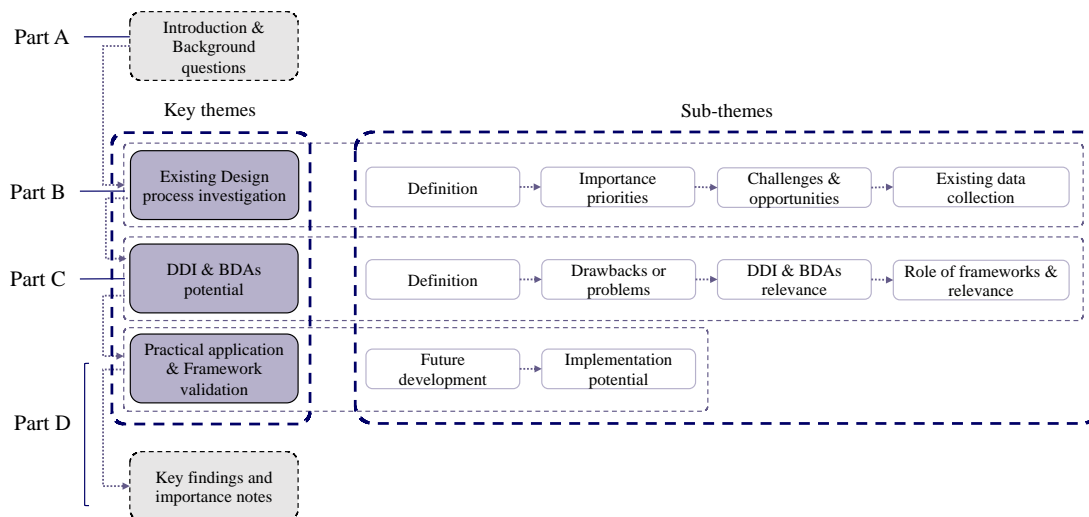 Part A
Introduction &
Background
questions
Key themes
Sub-themes
Part B
Existing Design
process investigation
Definition
Importance
priorities
Challenges &
opportunities
Existing data
collection
Part C
DDI & BDAs
potential
Definition
Drawbacks or
problems
DDI & BDAs
relevance
Role of frameworks &
relevance
Part D
Practical application
& Framework
validation
Future
development
Implementation
potential
Key findings and
importance notes